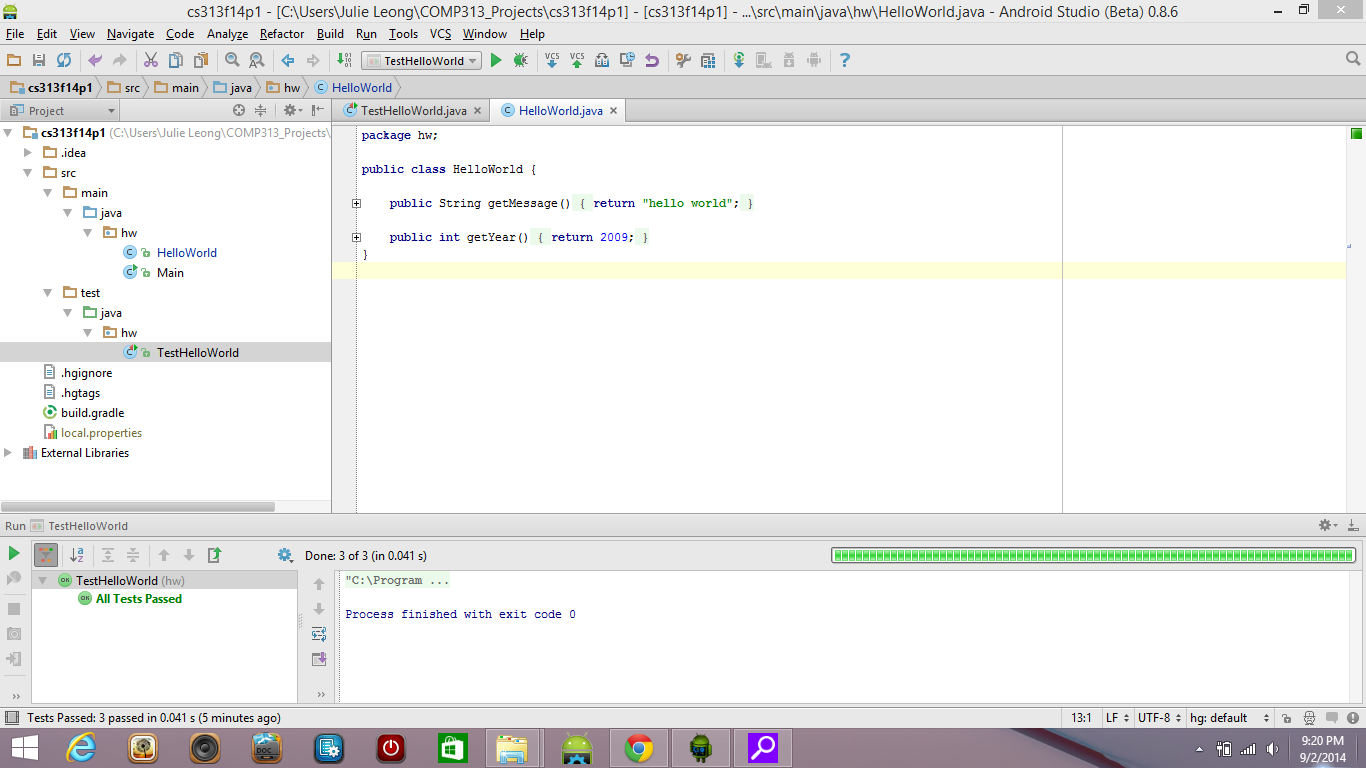 cs313f14p1 - [C:\Users\Julie Leong\COMP313_Projects\cs313f14p1] - [cs313f14p1] - ...\src\main\java\hw\HelloWorld.java - Android Studio (Beta) 0.8.6
File Edit View Navigate Code Analyze Refactor Build Run Tools VCS Window Help
TestHelloWorld
cs313f14p1 src main java hw HelloWorld
Project
TestHelloWorld.java HelloWorld.java
cs313f14p1 (C:\Users\Julie Leong\COMP313_Projects\
.idea
src
main
java
hw
HelloWorld
Main
test
java
hw
TestHelloWorld
.hgignore
.hgtags
build.gradle
local.properties
External Libraries
package hw;
public class HelloWorld {
public String getMessage() { return "hello world"; }
public int getYear() { return 2009; }
}
Run TestHelloWorld
Done: 3 of 3 (in 0.041 s)
TestHelloWorld (hw)
All Tests Passed
"C:\Program ...
Process finished with exit code 0
Tests Passed: 3 passed in 0.041 s (5 minutes ago)
13:1 LF UTF-8 hg: default
9:20 PM
9/2/2014